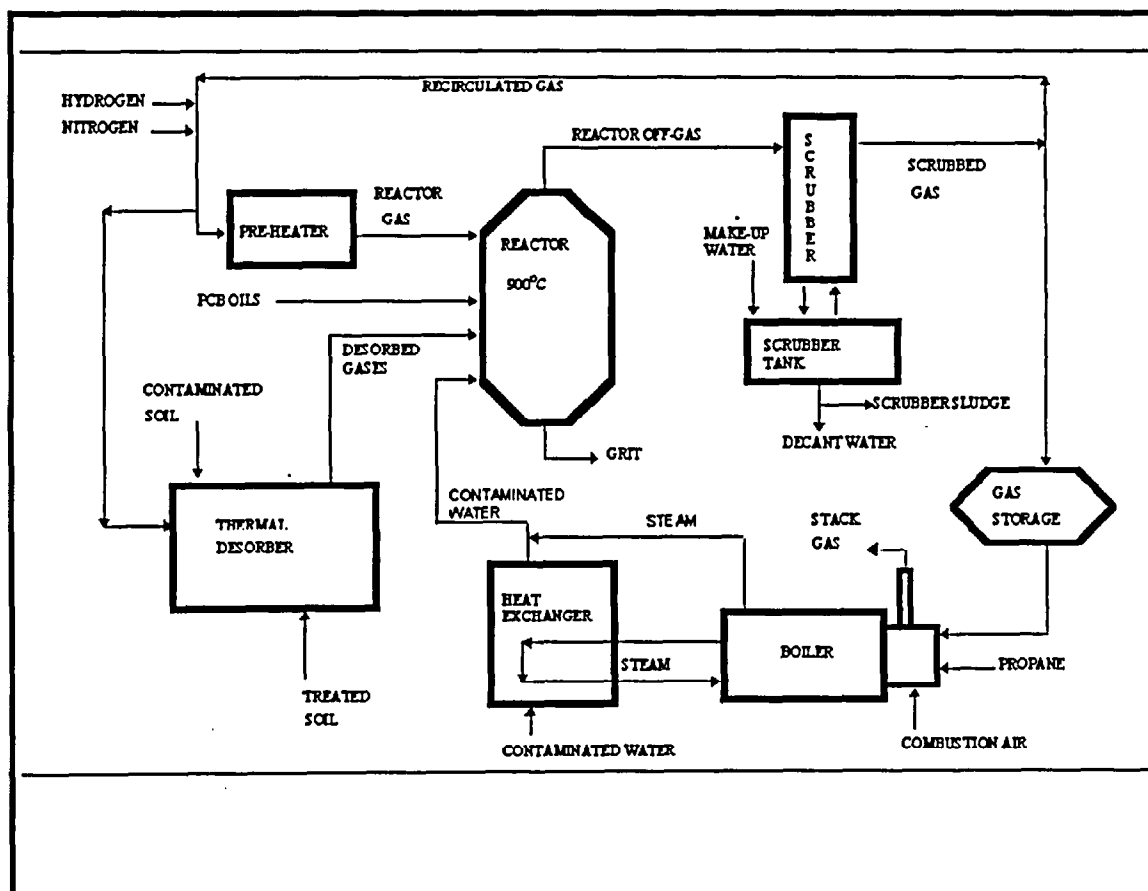 RECIRCULATED GAS
HYDROGEN
NITROGEN
REACTOR OFF-GAS
SCRUBBER
SCRUBBED
GAS
REACTOR
GAS
PRE-HEATER
REACTOR
900°C
MAKE-UP
WATER
PCB OILS
DESORBED
GASES
SCRUBBER
TANK
CONTAMINATED
SOIL
SCRUBBER SLUDGE
DECANT WATER
GRIT
CONTAMINATED
WATER
GAS
STORAGE
THERMAL
DESORBER
STEAM
STACK
GAS
HEAT
EXCHANGER
BOILER
STEAM
PROPANE
TREATED
SOIL
CONTAMINATED WATER
COMBUSTION AIR